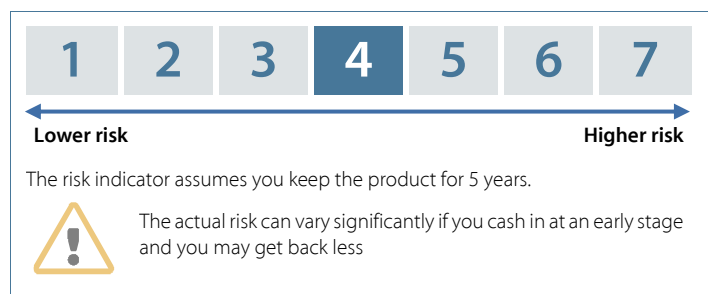 1 2 3 4 5 6 7
Lower risk Higher risk
The risk indicator assumes you keep the product for 5 years.
The actual risk can vary significantly if you cash in at an early stage
and you may get back less